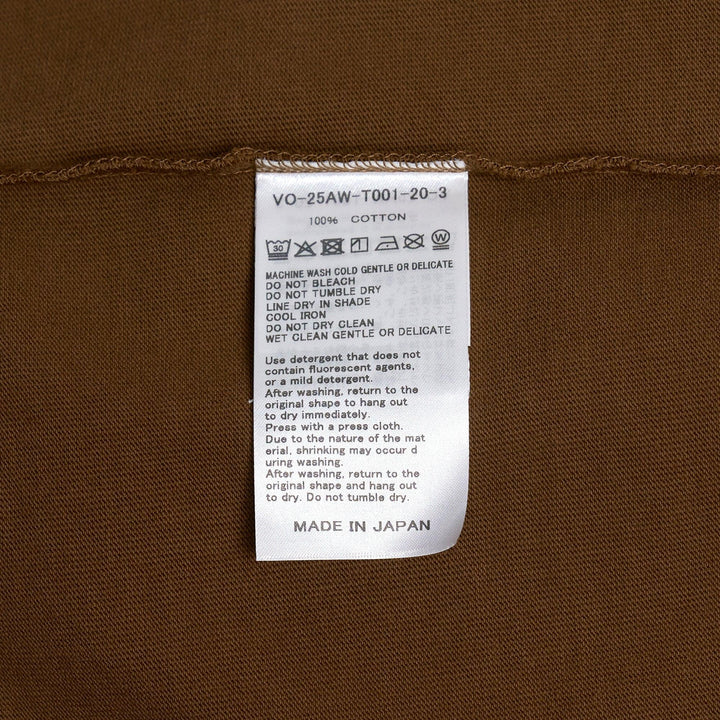 VO-25AW-T001-20-3
100% COTTON
30 W
MACHINE WASH COLD GENTLE OR DELICATE
DO NOT BLEACH
DO NOT TUMBLE DRY
LINE DRY IN SHADE
COOL IRON
DO NOT DRY CLEAN
WET CLEAN GENTLE OR DELICATE
Use detergent that does not
contain fluorescent agents,
or a mild detergent.
After washing, return to the
original shape to hang out
to dry immediately.
Press with a press cloth.
Due to the nature of the mat
erial, shrinking may occur d
uring washing.
After washing, return to the
original shape and hang out
to dry. Do not tumble dry.
MADE IN JAPAN